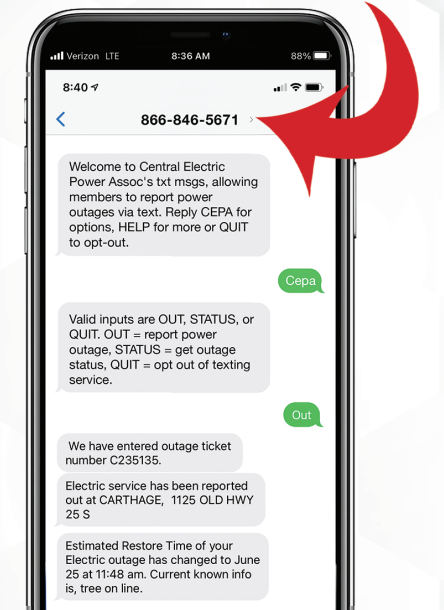 Verizon LTE 8:36 AM 88%
8:40
866-846-5671
Welcome to Central Electric
Power Assoc's txt msgs, allowing
members to report power
outages via text. Reply CEPA for
options, HELP for more or QUIT
to opt-out.
Cepa
Valid inputs are OUT, STATUS, or
QUIT. OUT = report power
outage, STATUS = get outage
status, QUIT = opt out of texting
service.
Out
We have entered outage ticket
number C235135.
Electric service has been reported
out at CARTHAGE, 1125 OLD HWY
25 S
Estimated Restore Time of your
Electric outage has changed to June
25 at 11:48 am. Current known info
is, tree on line.